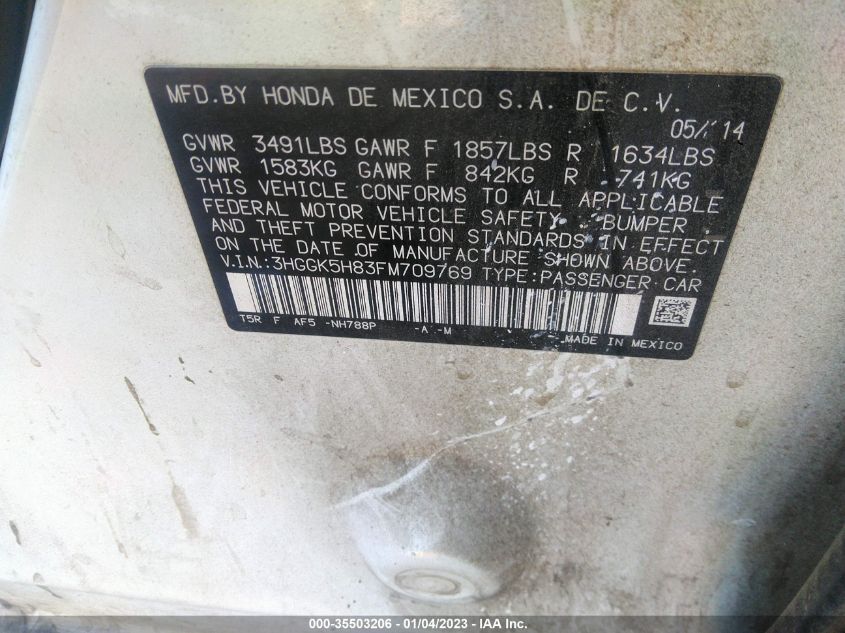 MFD.BY HONDA DE MEXICO S.A. DE C.V.
GVWR 3491LBS GAWR F 1857LBS R 1634LBS
GVWR 1583KG GAWR F 842KG R 741KG
THIS VEHICLE CONFORMS TO ALL APPLICABLE
FEDERAL MOTOR VEHICLE SAFETY, BUMPER,
AND THEFT PREVENTION STANDARDS IN EFFECT
ON THE DATE OF MANUFACTURE SHOWN ABOVE.
V.I.N.:3HGGK5H83FM709769 TYPE:PASSENGER CAR
T5R F AF5 -NH788P -A -M
MADE IN MEXICO
000-35503206 - 01/04/2023 - IAA Inc.